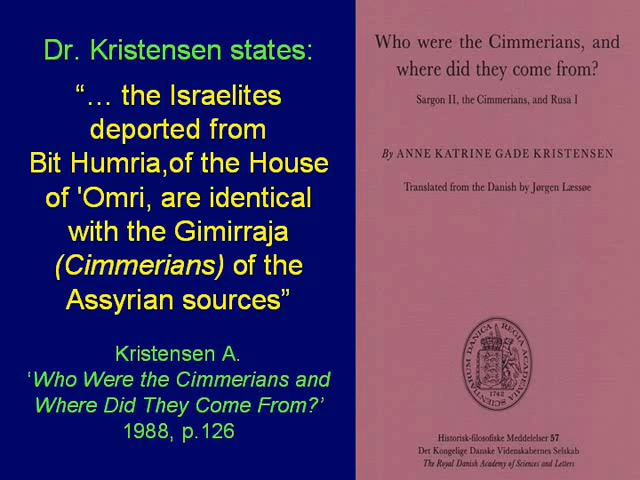 Dr. Kristensen states:
“… the Israelites
deported from
Bit Humria,of the House
of 'Omri, are identical
with the Gimirraja
(Cimmerians) of the
Assyrian sources”
Kristensen A.
‘Who Were the Cimmerians and
Where Did They Come From?’
1988, p.126
Who were the Cimmerians, and
where did they come from?
Sargon II, the Cimmerians, and Rusa I
By ANNE KATRINE GADE KRISTENSEN
Translated from the Danish by Jørgen Læssøe
REGIA ACADEMIA SCIENTIARUM DANICA
1742
Historisk-filosofiske Meddelelser 57
Det Kongelige Danske Videnskabernes Selskab
The Royal Danish Academy of Sciences and Letters